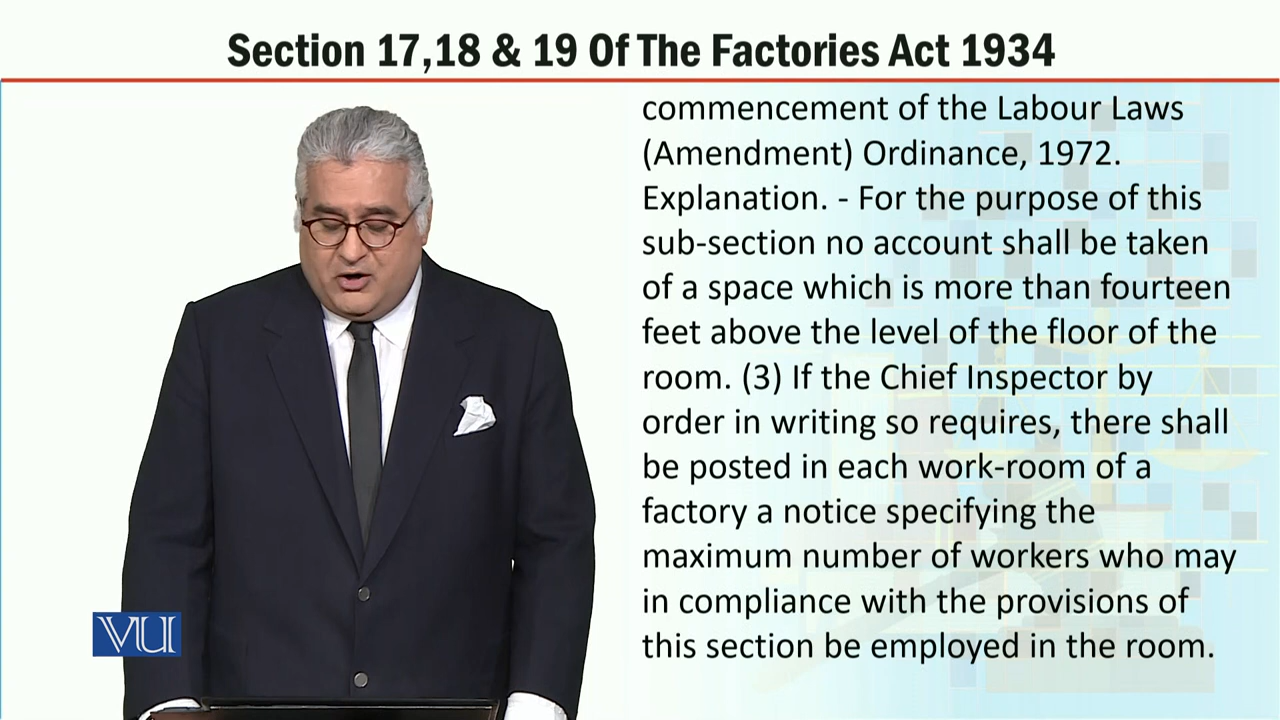 Section 17,18 & 19 Of The Factories Act 1934
commencement of the Labour Laws
(Amendment) Ordinance, 1972.
Explanation. - For the purpose of this
sub-section no account shall be taken
of a space which is more than fourteen
feet above the level of the floor of the
room. (3) If the Chief Inspector by
order in writing so requires, there shall
be posted in each work-room of a
factory a notice specifying the
maximum number of workers who may
in compliance with the provisions of
this section be employed in the room.
VU